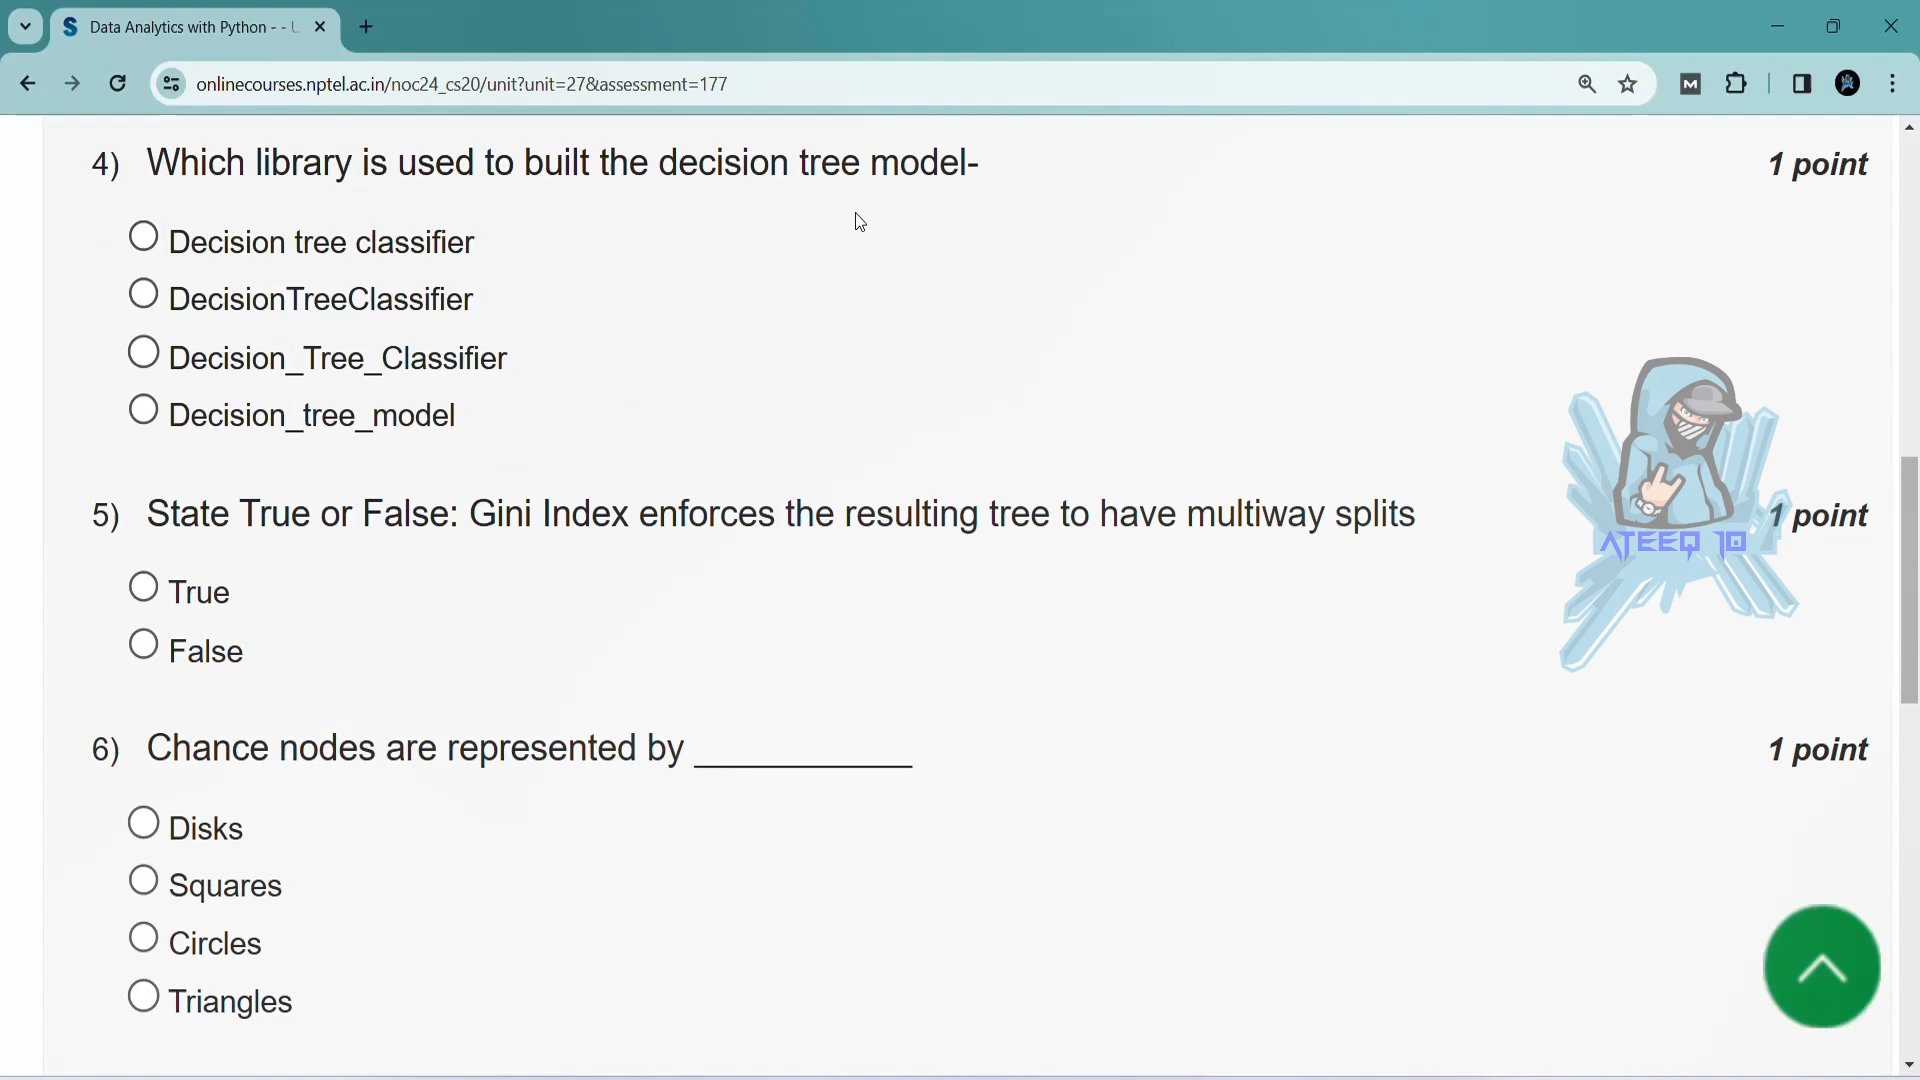 Data Analytics with Python - - U
onlinecourses.nptel.ac.in/noc24_cs20/unit?unit=27&assessment=177
4) Which library is used to built the decision tree model- 1 point
Decision tree classifier
DecisionTreeClassifier
Decision_Tree_Classifier
Decision_tree_model
5) State True or False: Gini Index enforces the resulting tree to have multiway splits 1 point
ATEEQ 10
True
False
6) Chance nodes are represented by ____________ 1 point
Disks
Squares
Circles
Triangles